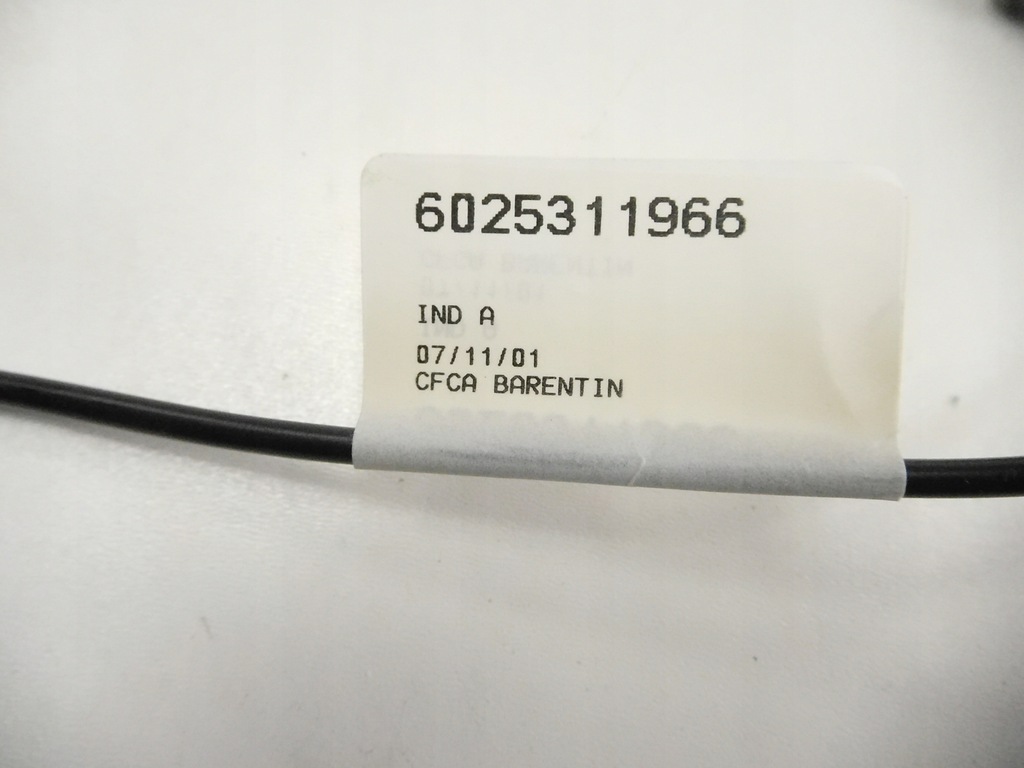 6025311966
IND A
07/11/01
CFCA BARENTIN